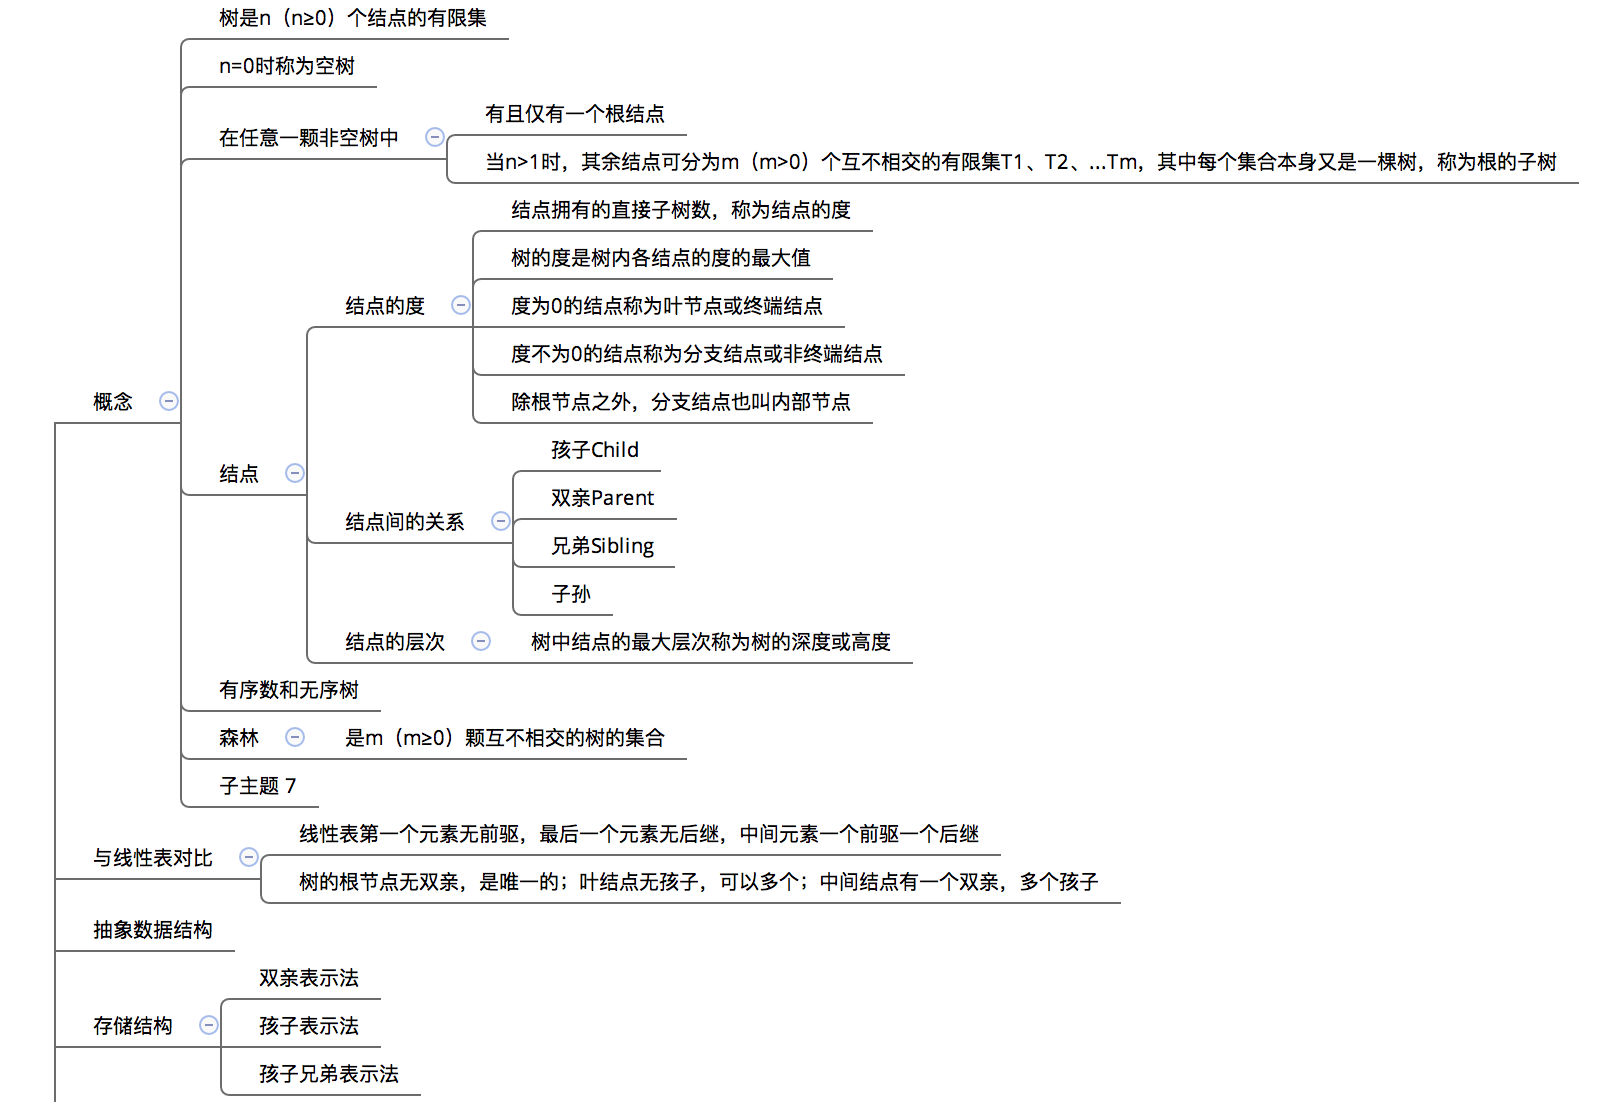 树是n（n≥0）个结点的有限集
n=0时称为空树
在任意一颗非空树中
有且仅有一个根结点
当n>1时，其余结点可分为m（m>0）个互不相交的有限集T1、T2、...Tm，其中每个集合本身又是一棵树，称为根的子树
结点拥有的直接子树数，称为结点的度
树的度是树内各结点的度的最大值
结点的度
度为0的结点称为叶节点或终端结点
度不为0的结点称为分支结点或非终端结点
除根节点之外，分支结点也叫内部节点
概念
孩子Child
结点
双亲Parent
结点间的关系
兄弟Sibling
子孙
结点的层次
树中结点的最大层次称为树的深度或高度
有序数和无序树
森林
是m（m≥0）颗互不相交的树的集合
子主题 7
线性表第一个元素无前驱，最后一个元素无后继，中间元素一个前驱一个后继
与线性表对比
树的根节点无双亲，是唯一的；叶结点无孩子，可以多个；中间结点有一个双亲，多个孩子
抽象数据结构
双亲表示法
存储结构
孩子表示法
孩子兄弟表示法